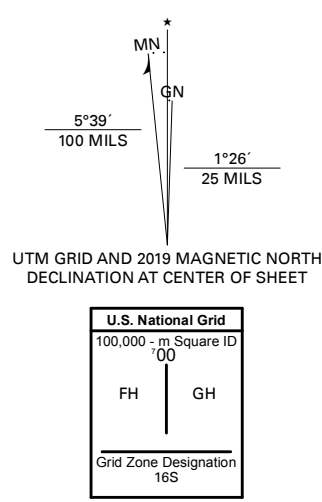 ★
MN
GN
5°39´
100 MILS
1°26´
25 MILS
UTM GRID AND 2019 MAGNETIC NORTH
DECLINATION AT CENTER OF SHEET
U.S. National Grid
100,000 - m Square ID
⁷00
FH GH
Grid Zone Designation
16S